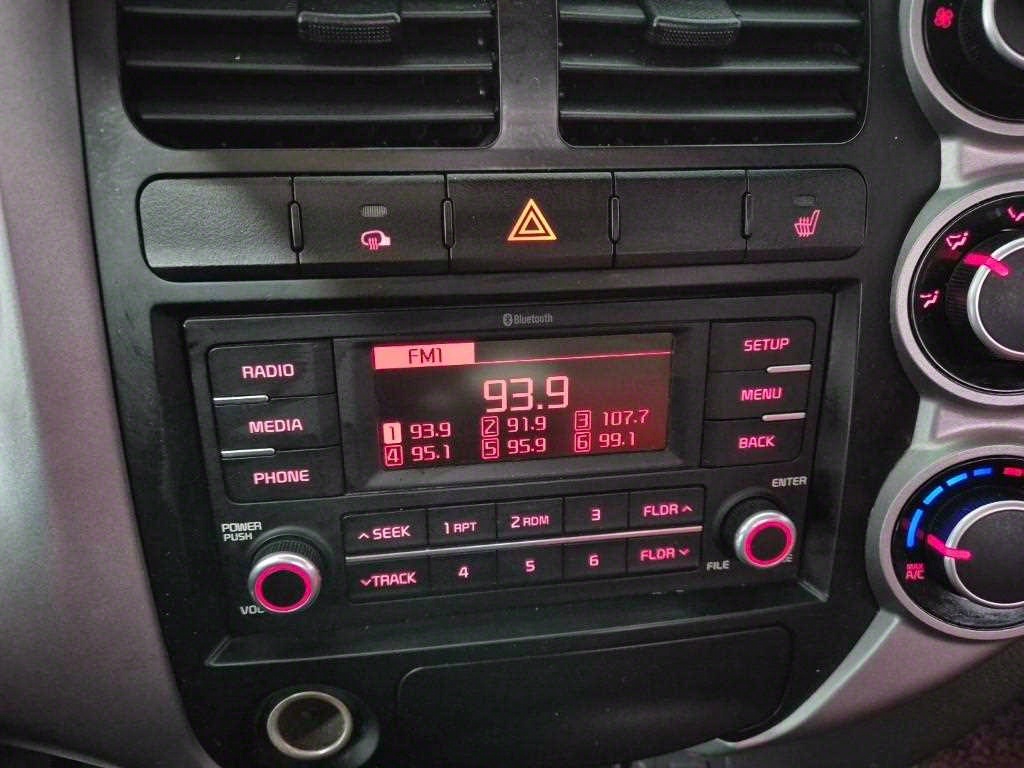 Bluetooth
RADIO
MEDIA
PHONE
FM1
93.9
1 93.9 2 91.9 3 107.7
4 95.1 5 95.9 6 99.1
SETUP
MENU
BACK
POWER
PUSH
VOL
SEEK 1 RPT 2 RDM 3 FLDR
TRACK 4 5 6 FLDR
ENTER
FILE
MAX
A/C